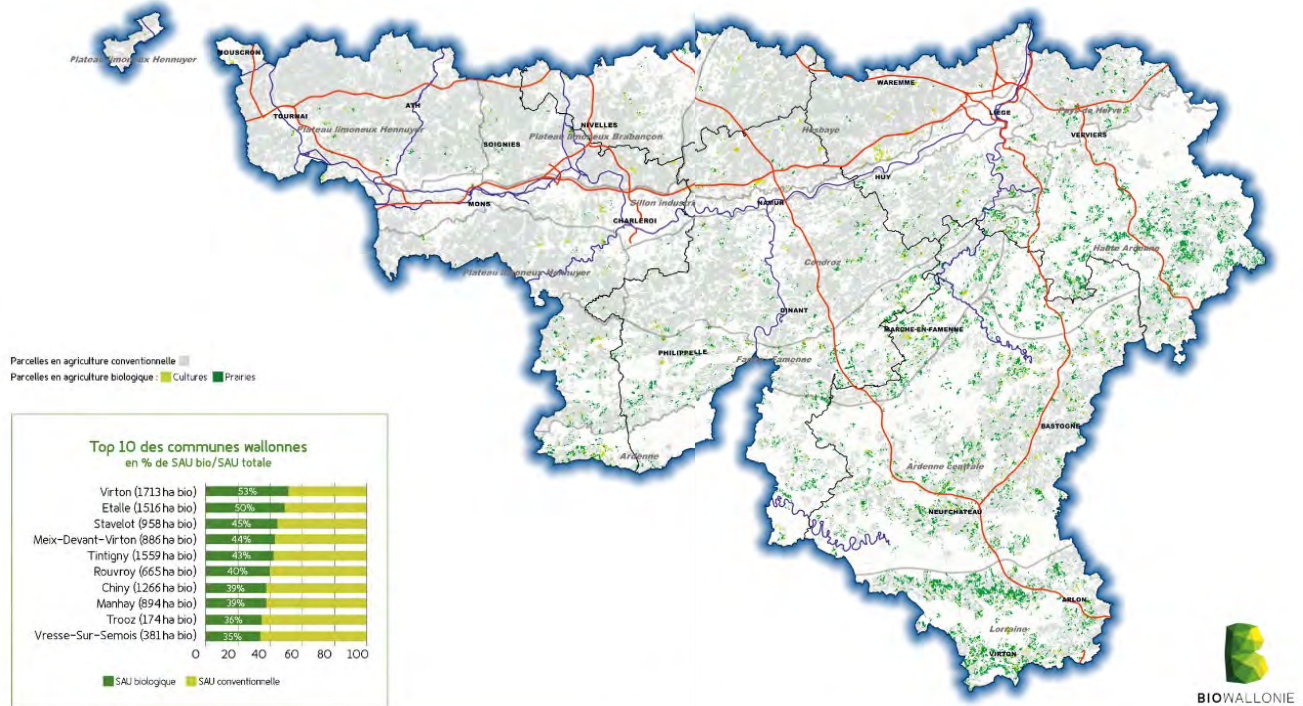 Plateau limoneux Hennuyer
MOUSCRON
TOURNAI
ATH
Plateau limoneux Hennuyer
SOIGNIES
NIVELLES
Plateau limoneux Brabançon
MONS
CHARLEROI
Sillon industri
Plateau limoneux Hennuyer
WAREMME
Hesbaye
LIEGE
Pays de Herve
VERVIERS
HUY
NAMUR
Condroz
Haute Ardenne
DINANT
MARCHE-EN-FAMENNE
PHILIPPEVILLE
Famenne
Ardenne
BASTOGNE
Ardenne centrale
NEUFCHATEAU
ARLON
Lorraine
VIRTON
Parcelles en agriculture conventionnelle
Parcelles en agriculture biologique : Cultures Prairies
Top 10 des communes wallonnes
en % de SAU bio/SAU totale
Virton (1713 ha bio) 53%
Etalle (1516 ha bio) 50%
Stavelot (958 ha bio) 45%
Meix-Devant-Virton (886 ha bio) 44%
Tintigny (1559 ha bio) 43%
Rouvroy (665 ha bio) 40%
Chiny (1266 ha bio) 39%
Manhay (894 ha bio) 39%
Trooz (174 ha bio) 36%
Vresse-Sur-Semois (381 ha bio) 35%
0 20 40 60 80 100
SAU biologique SAU conventionnelle
BIOWALLONIE